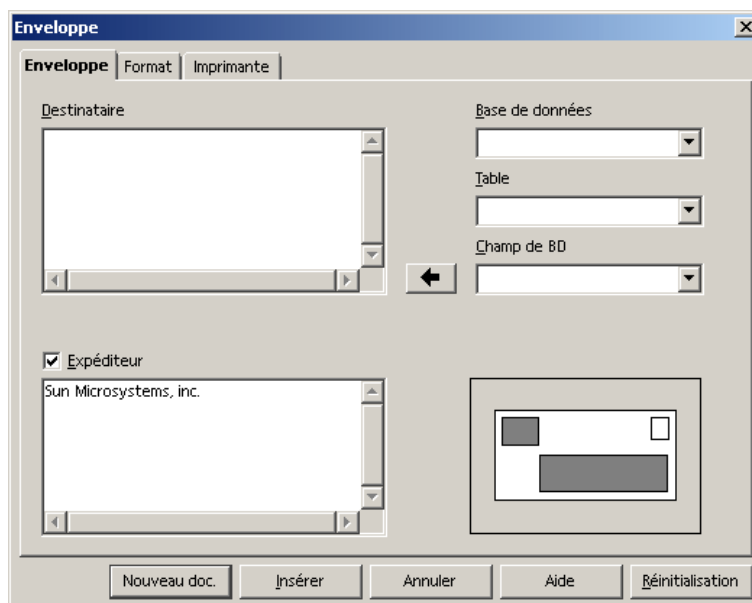 Enveloppe
Enveloppe Format Imprimante
Destinataire
Base de données
Table
Champ de BD
Expéditeur
Sun Microsystems, inc.
Nouveau doc. Insérer Annuler Aide Réinitialisation